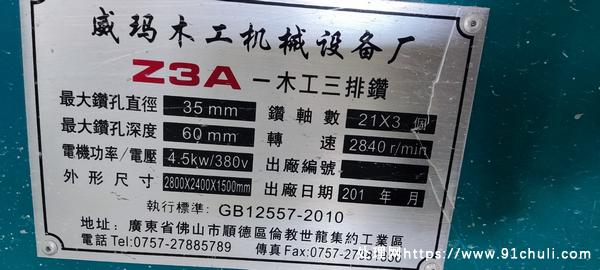 威玛木工机械设备厂
Z3A 一木工三排鑽
最大鑽孔直徑 35mm 鑽軸數 21X3 個
最大鑽孔深度 60mm 轉速 2840 r/min
電機功率/電壓 4.5kw/380v 出廠編號
外形尺寸 2800X2400X1500mm 出廠日期 201 年 月
執行標準: GB12557-2010
地址: 廣東省佛山市順德區倫教世龍集約工業區
電話 Tel:0757-27885789 傳真 Fax:0757-27
https://www.91chuli.com/